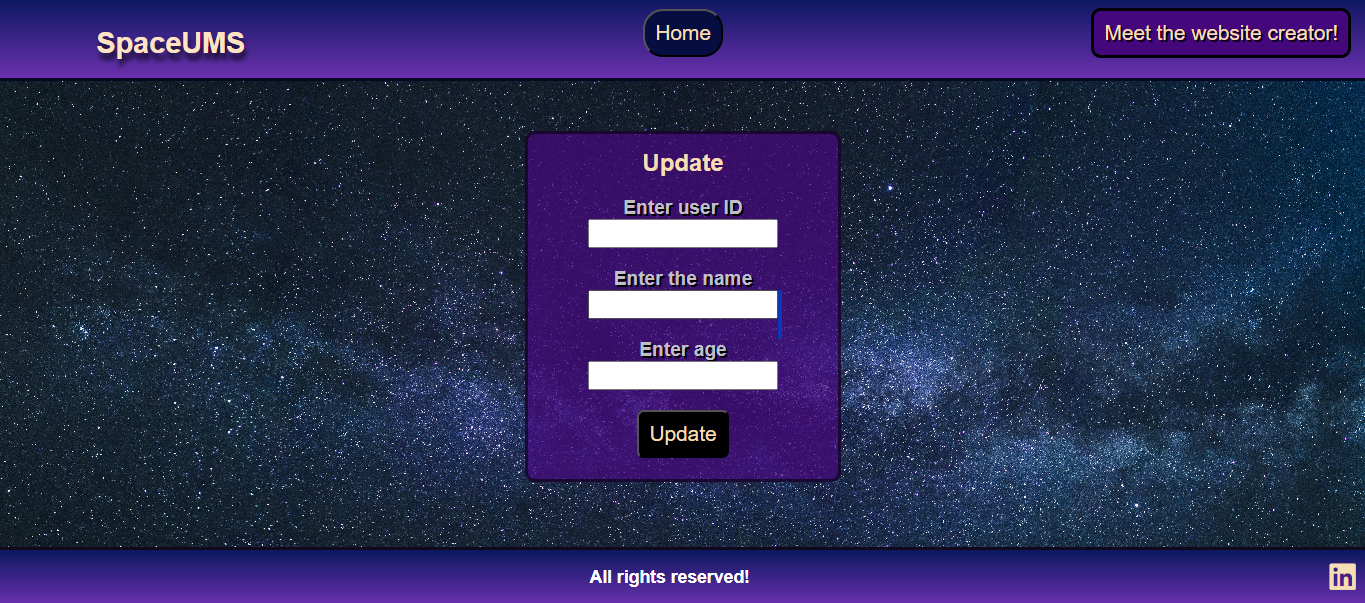 SpaceUMS
Home
Meet the website creator!
Update
Enter user ID
Enter the name
Enter age
Update
All rights reserved!
in